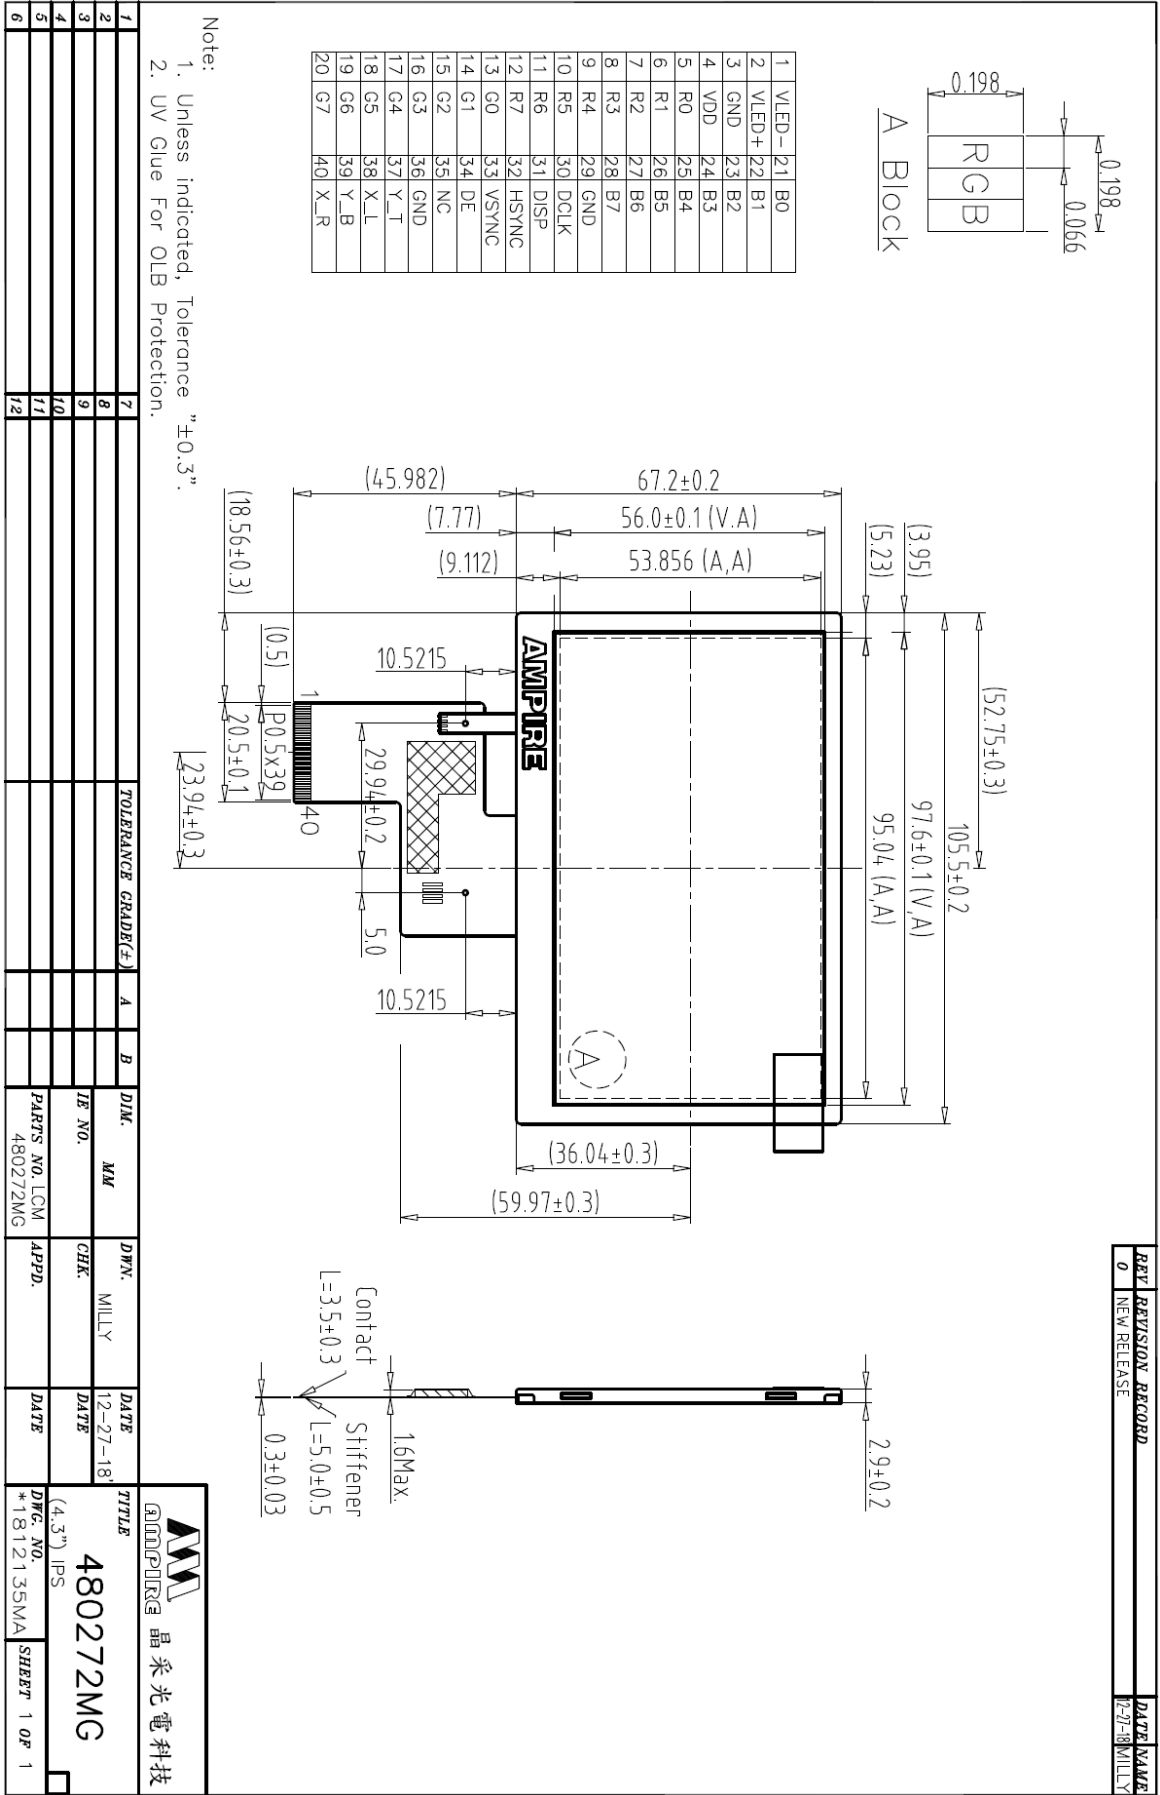 REV REVISION RECORD DATE NAME
0 NEW RELEASE 12-27-18 MILLY
0.198
0.066
0.198
R G B
A Block
1 VLED- 21 B0
2 VLED+ 22 B1
3 GND 23 B2
4 VDD 24 B3
5 R0 25 B4
6 R1 26 B5
7 R2 27 B6
8 R3 28 B7
9 R4 29 GND
10 R5 30 DCLK
11 R6 31 DISP
12 R7 32 HSYNC
13 G0 33 VSYNC
14 G1 34 DE
15 G2 35 NC
16 G3 36 GND
17 G4 37 Y_T
18 G5 38 X_L
19 G6 39 Y_B
20 G7 40 X_R
(52.75±0.3)
105.5±0.2
97.6±0.1 (V,A)
95.04 (A,A)
(3.95)
(5.23)
67.2±0.2
56.0±0.1 (V.A)
53.856 (A,A)
(45.982)
(7.77)
(9.112)
AMPIRE
A
10.5215
29.94±0.2
5.0
10.5215
1
40
(0.5)
P0.5x39
(18.56±0.3)
20.5±0.1
23.94±0.3
(36.04±0.3)
(59.97±0.3)
2.9±0.2
1.6Max.
Contact
L=3.5±0.3
Stiffener
L=5.0±0.5
0.3±0.03
Note:
1. Unless indicated, Tolerance "±0.3".
2. UV Glue For OLB Protection.
1 7 TOLERANCE GRADE(±) A B
2 8
3 9
4 10
5 11
6 12
DIM. MM
IE NO.
PARTS NO. LCM
480272MG
DWN. MILLY
DATE 12-27-18'
CHK. DATE
APPD. DATE
AMPIRE 晶采光電科技
TITLE
480272MG
(4.3") IPS
DWG. NO. SHEET 1 OF 1
*1812135MA